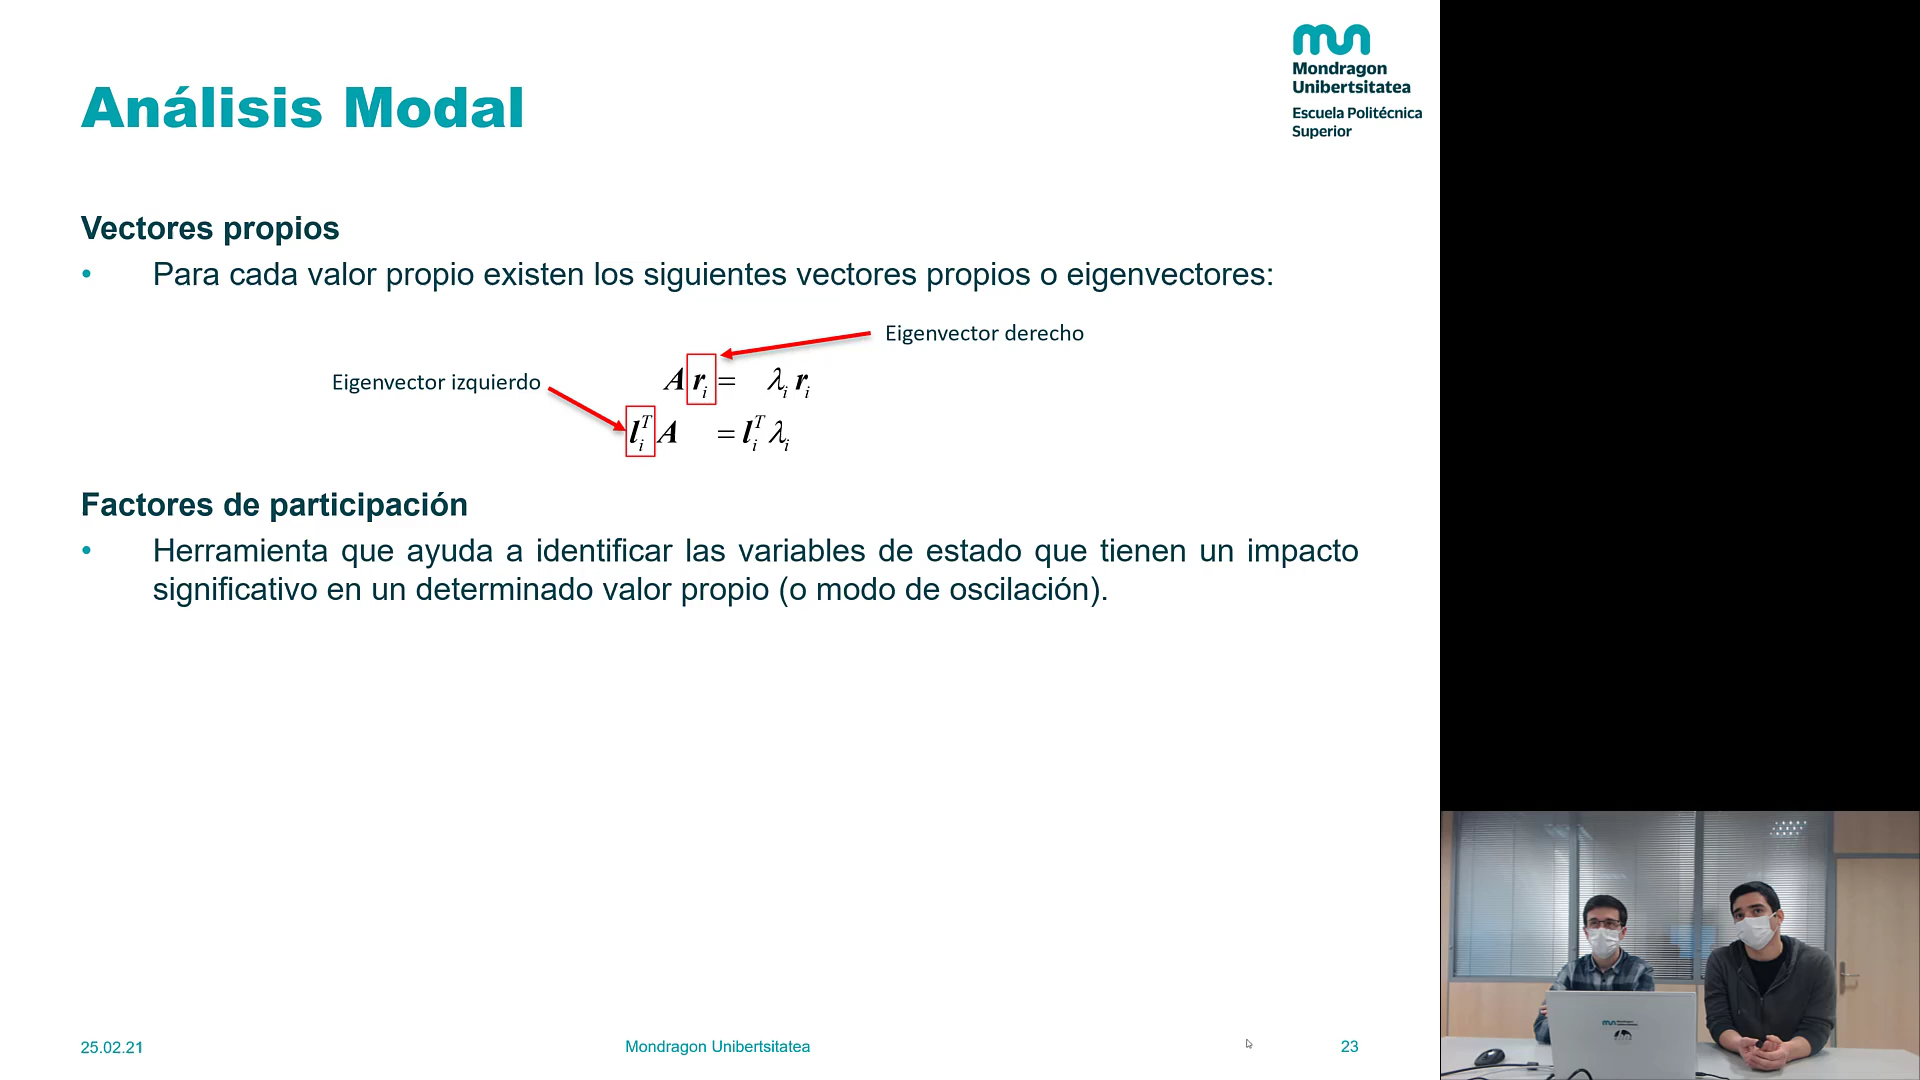 Mondragon
Unibertsitatea
Escuela Politécnica
Superior
Análisis Modal
Vectores propios
• Para cada valor propio existen los siguientes vectores propios o eigenvectores:
Eigenvector derecho
Eigenvector izquierdo
A r_i = λ_i r_i
l_i^T A = l_i^T λ_i
Factores de participación
• Herramienta que ayuda a identificar las variables de estado que tienen un impacto
significativo en un determinado valor propio (o modo de oscilación).
25.02.21
Mondragon Unibertsitatea
23